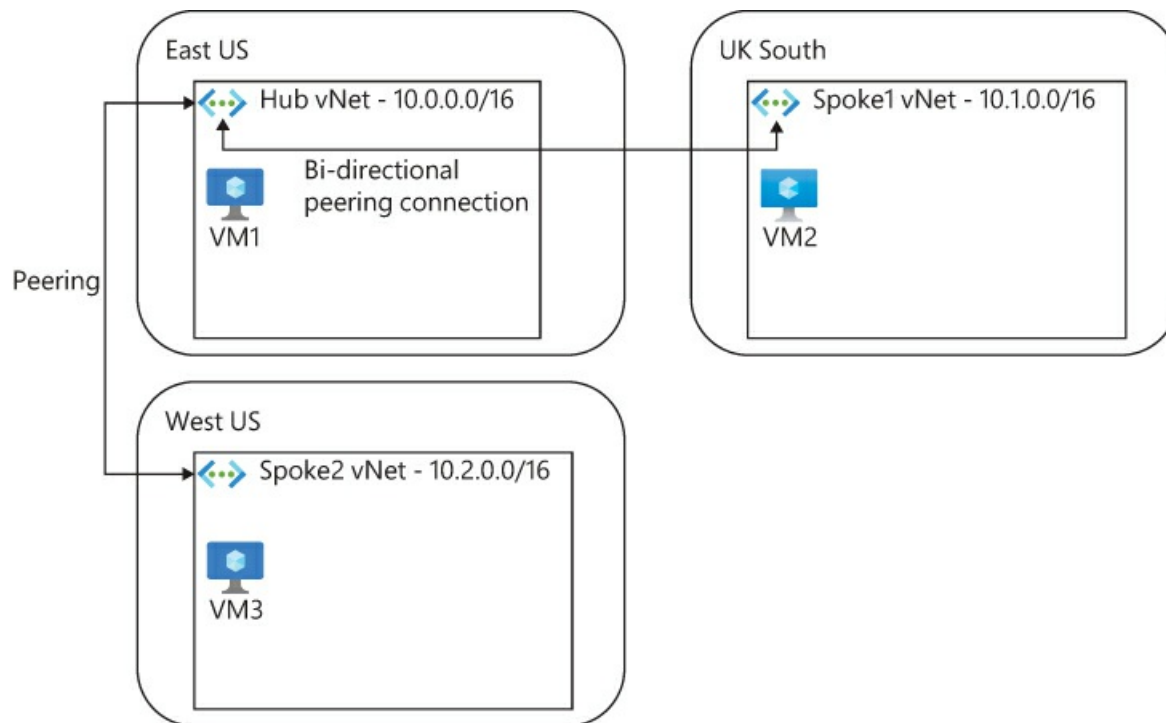 East US
Hub vNet - 10.0.0.0/16
Bi-directional
peering connection
VM1
UK South
Spoke1 vNet - 10.1.0.0/16
VM2
Peering
West US
Spoke2 vNet - 10.2.0.0/16
VM3